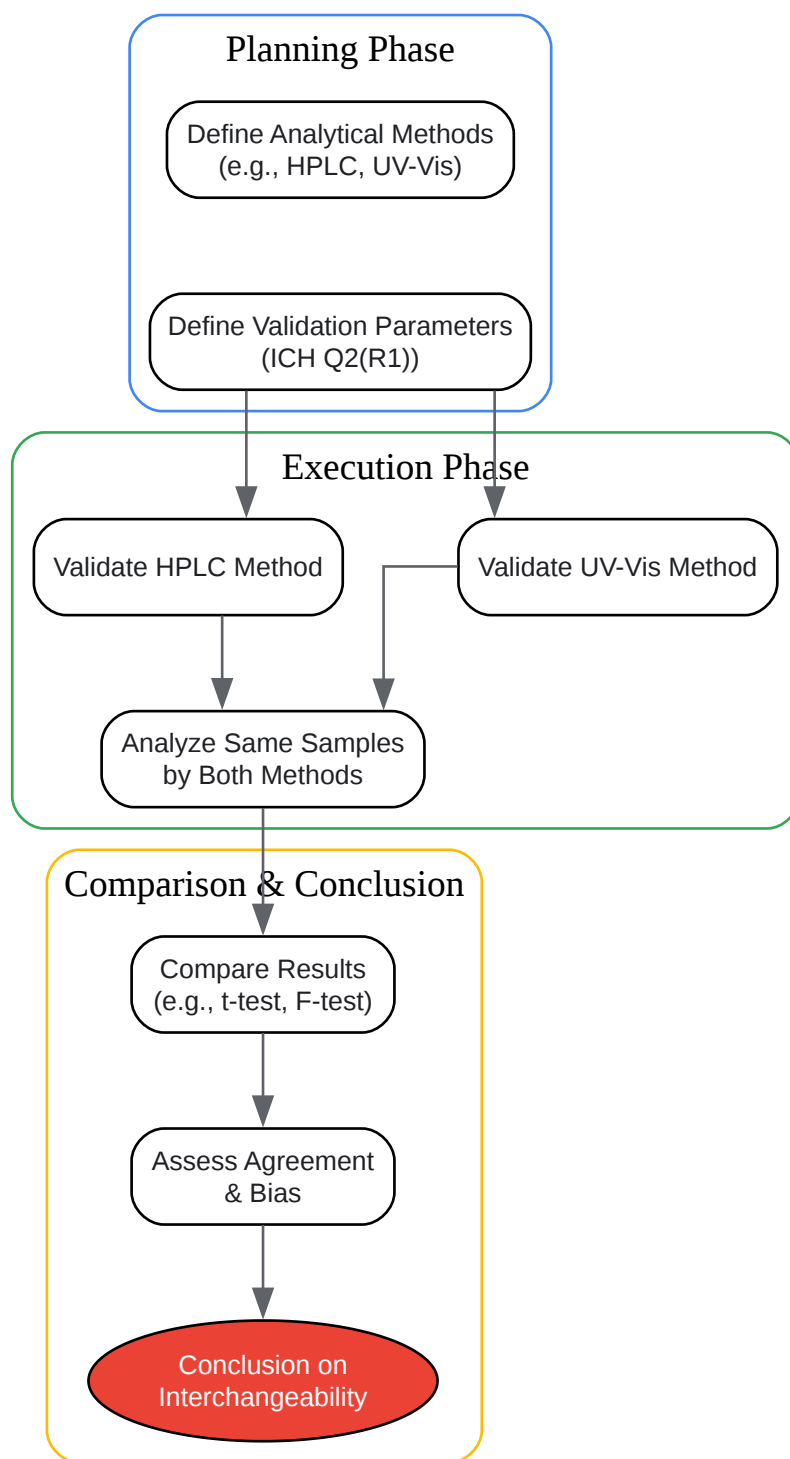 Planning Phase
Define Analytical Methods
(e.g., HPLC, UV-Vis)
Define Validation Parameters
(ICH Q2(R1))
Execution Phase
Validate HPLC Method
Validate UV-Vis Method
Analyze Same Samples
by Both Methods
Comparison & Conclusion
Compare Results
(e.g., t-test, F-test)
Assess Agreement
& Bias
Conclusion on
Interchangeability